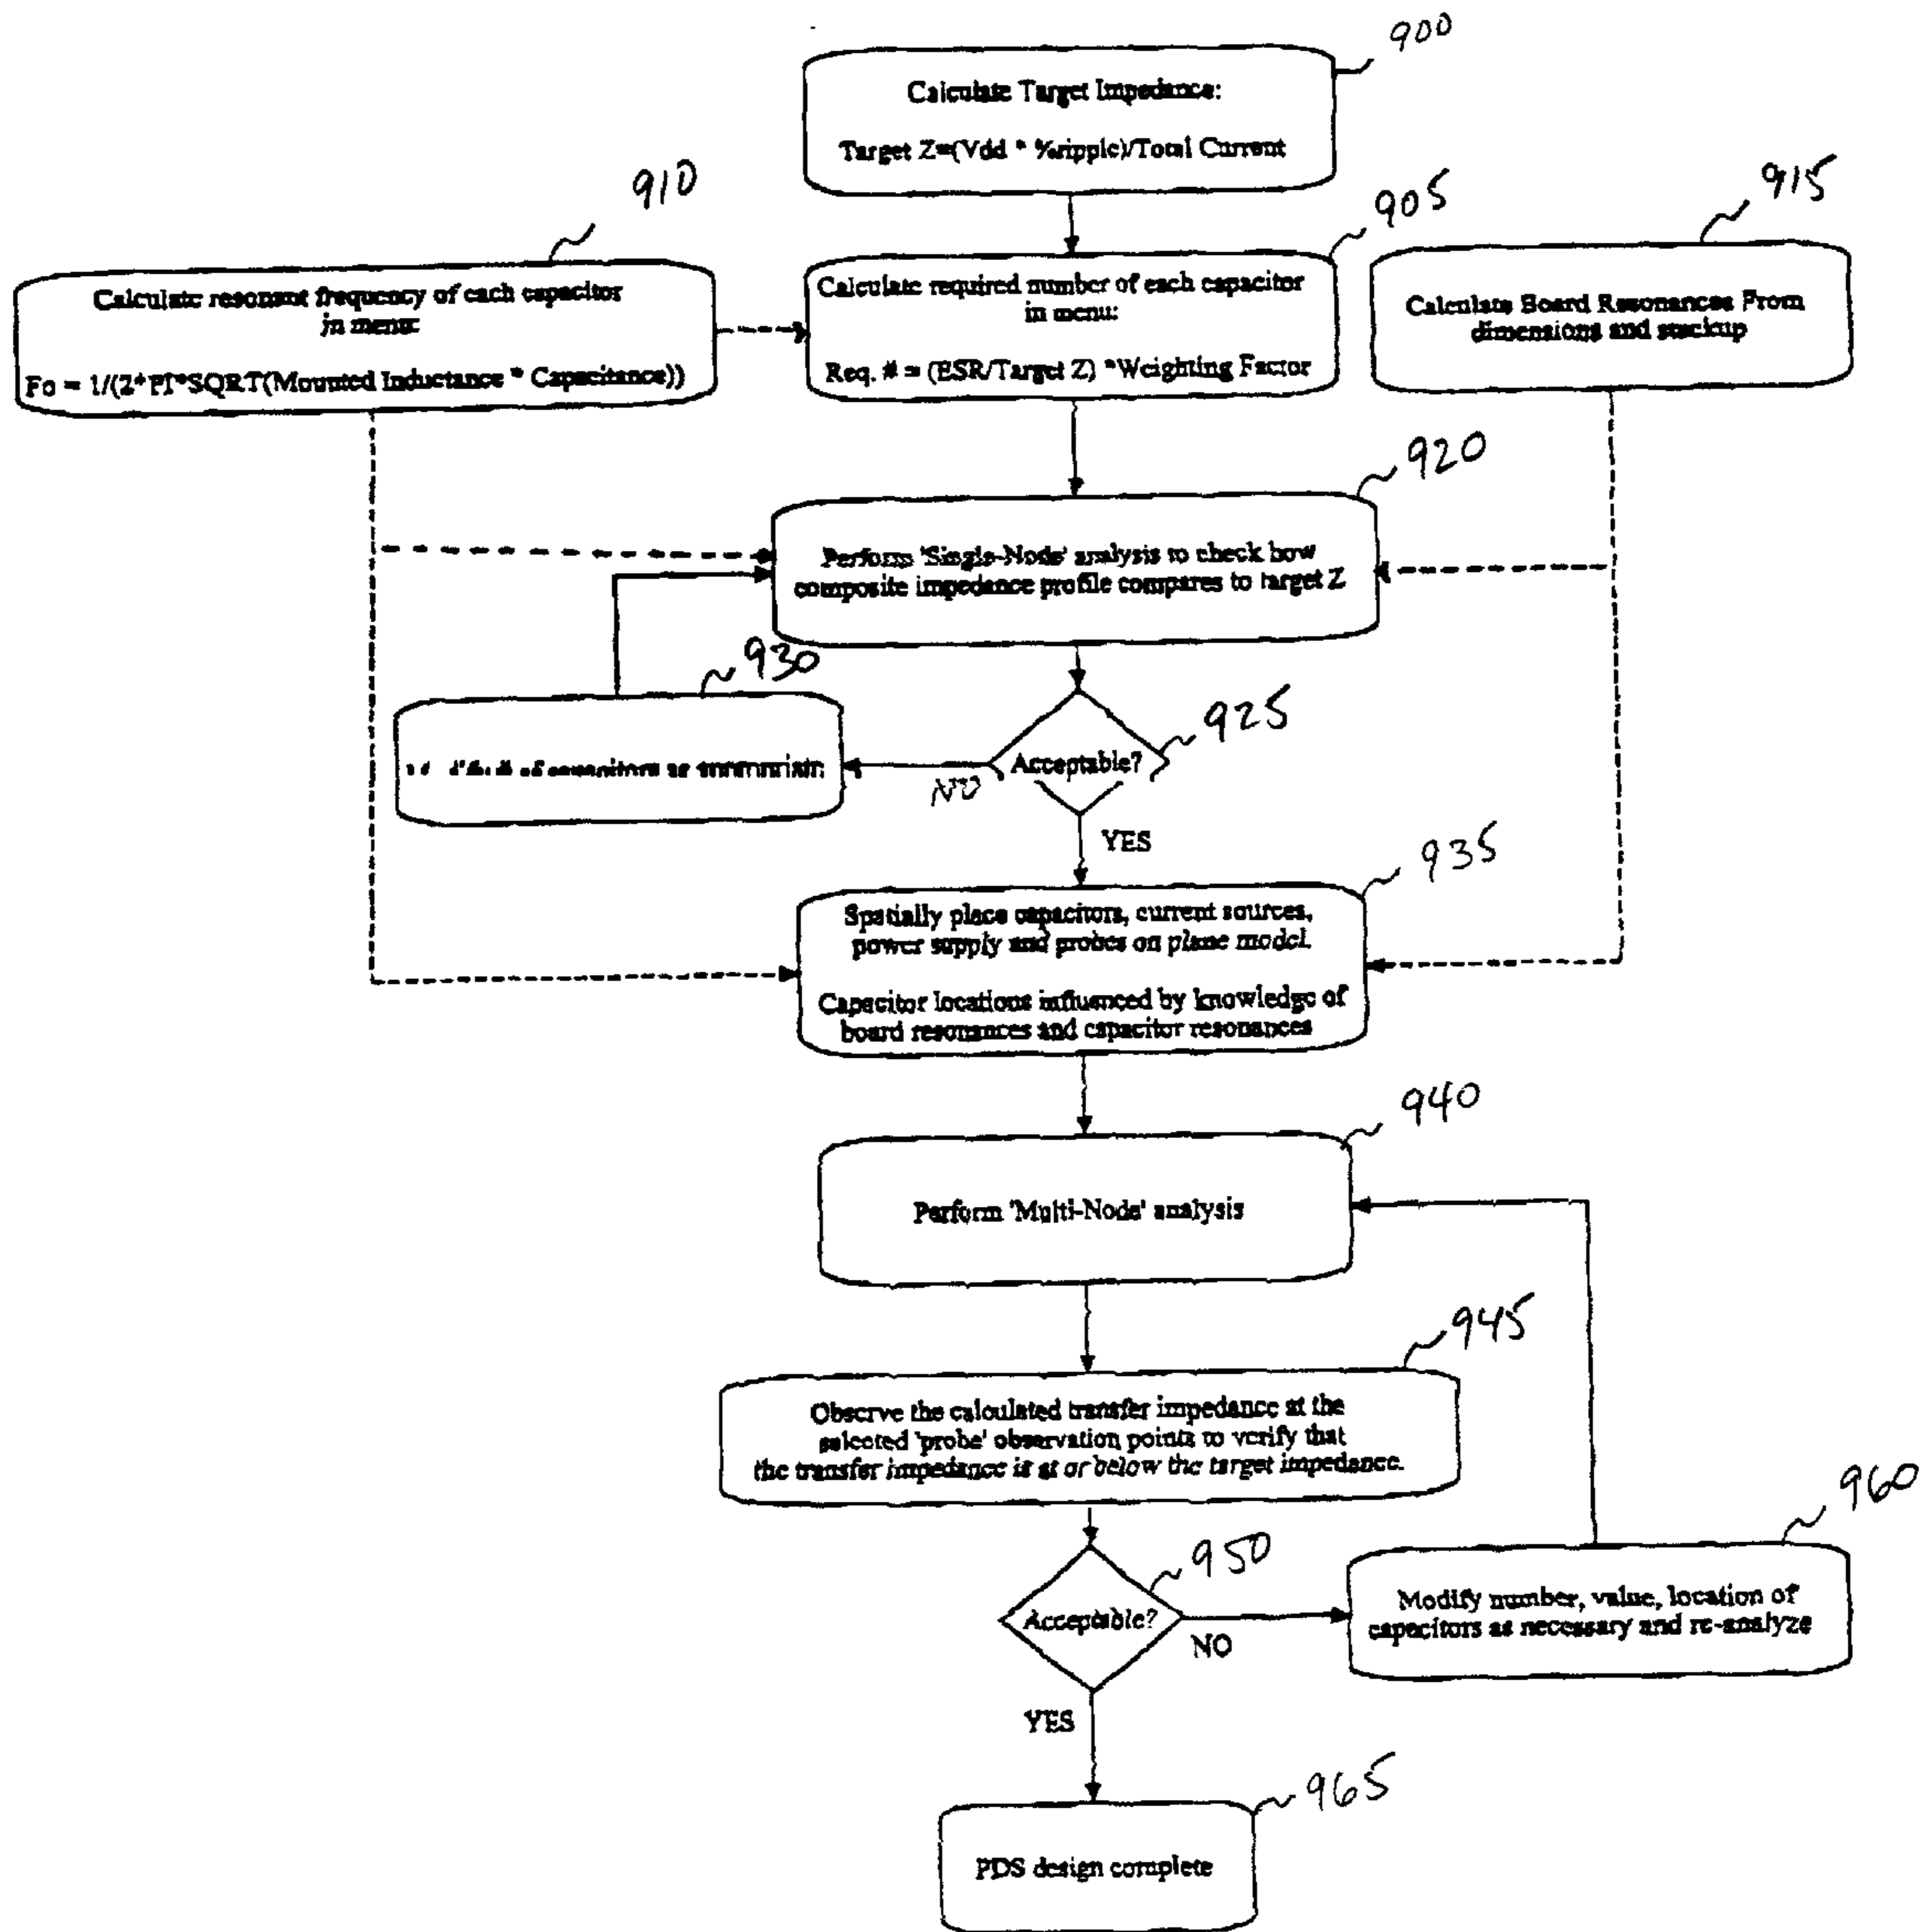 900
Calculate Target Impedance:
Target Z=(Vdd * %ripple)/Total Current
910
905
915
Calculate resonant frequency of each capacitor
in menu:
Fo = 1/(2*PI*SQRT(Mounted Inductance * Capacitance))
Calculate required number of each capacitor
in menu:
Req. # = (ESR/Target Z) *Weighting Factor
Calculate Board Resonances From
dimensions and stackup
920
Perform 'Single-Node' analysis to check how
composite impedance profile compares to target Z
930
of capacitors as
925
Acceptable?
NO
YES
935
Spatially place capacitors, current sources,
power supply and probes on plane model.
Capacitor locations influenced by knowledge of
board resonances and capacitor resonances
940
Perform 'Multi-Node' analysis
945
Observe the calculated transfer impedance at the
selected 'probe' observation points to verify that
the transfer impedance is at or below the target impedance.
950
Acceptable?
NO
960
Modify number, value, location of
capacitors as necessary and re-analyze
YES
965
PDS design complete